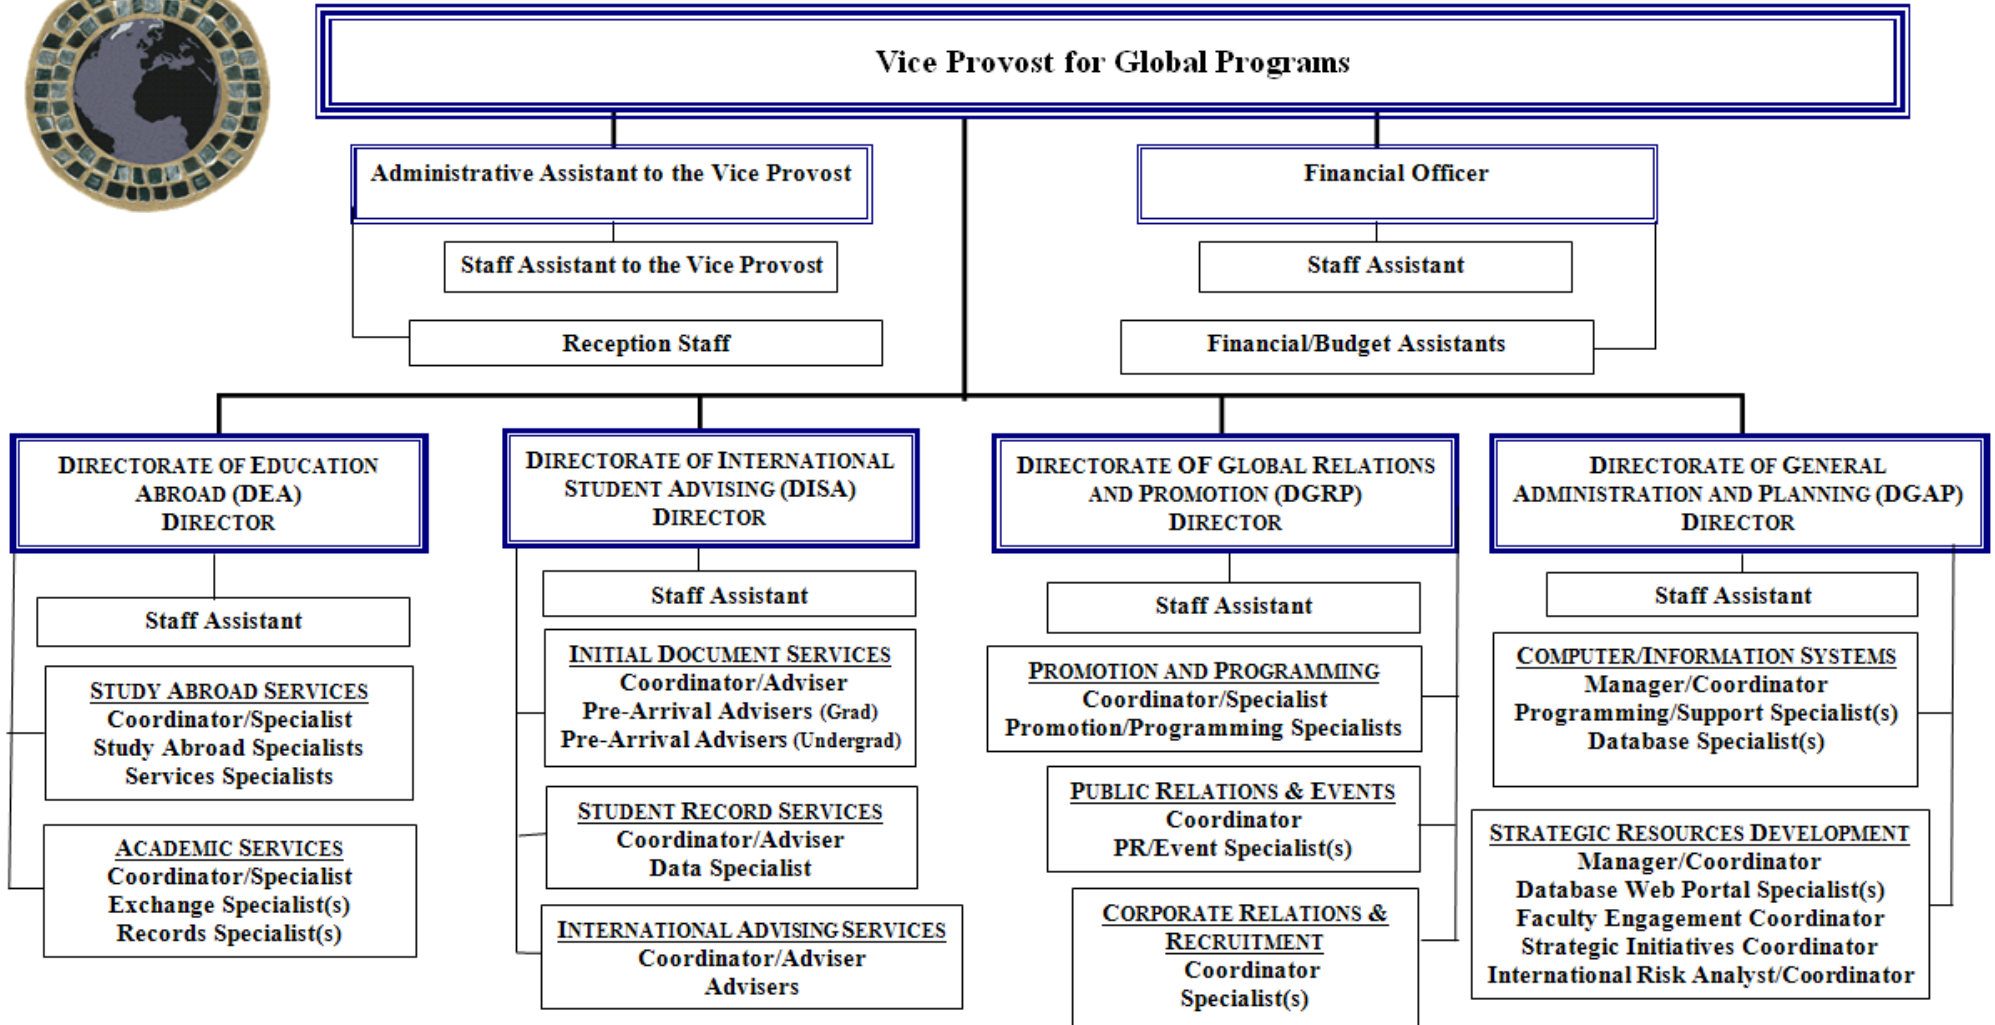 Vice Provost for Global Programs
Administrative Assistant to the Vice Provost
Financial Officer
Staff Assistant to the Vice Provost
Staff Assistant
Reception Staff
Financial/Budget Assistants
DIRECTORATE OF EDUCATION
ABROAD (DEA)
DIRECTOR
Staff Assistant
STUDY ABROAD SERVICES
Coordinator/Specialist
Study Abroad Specialists
Services Specialists
ACADEMIC SERVICES
Coordinator/Specialist
Exchange Specialist(s)
Records Specialist(s)
DIRECTORATE OF INTERNATIONAL
STUDENT ADVISING (DISA)
DIRECTOR
Staff Assistant
INITIAL DOCUMENT SERVICES
Coordinator/Adviser
Pre-Arrival Advisers (Grad)
Pre-Arrival Advisers (Undergrad)
STUDENT RECORD SERVICES
Coordinator/Adviser
Data Specialist
INTERNATIONAL ADVISING SERVICES
Coordinator/Adviser
Advisers
DIRECTORATE OF GLOBAL RELATIONS
AND PROMOTION (DGRP)
DIRECTOR
Staff Assistant
PROMOTION AND PROGRAMMING
Coordinator/Specialist
Promotion/Programming Specialists
PUBLIC RELATIONS & EVENTS
Coordinator
PR/Event Specialist(s)
CORPORATE RELATIONS &
RECRUITMENT
Coordinator
Specialist(s)
DIRECTORATE OF GENERAL
ADMINISTRATION AND PLANNING (DGAP)
DIRECTOR
Staff Assistant
COMPUTER/INFORMATION SYSTEMS
Manager/Coordinator
Programming/Support Specialist(s)
Database Specialist(s)
STRATEGIC RESOURCES DEVELOPMENT
Manager/Coordinator
Database Web Portal Specialist(s)
Faculty Engagement Coordinator
Strategic Initiatives Coordinator
International Risk Analyst/Coordinator